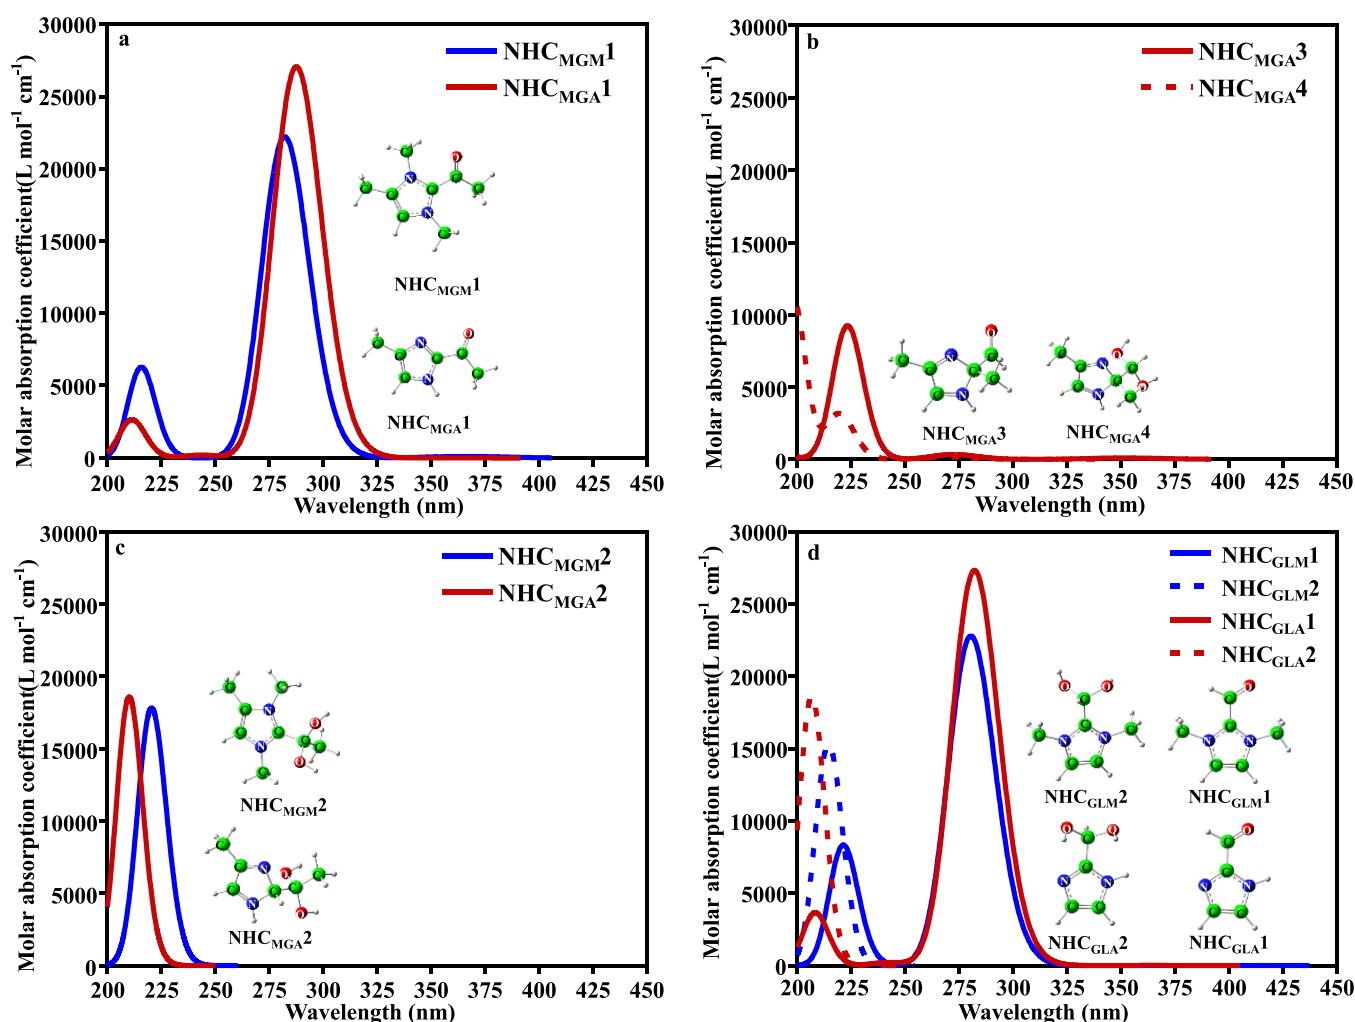 a
NHCMGM1
NHCMGA1
Molar absorption coefficient(L mol-1 cm-1)
30000
25000
20000
15000
10000
5000
0
200 225 250 275 300 325 350 375 400 425 450
Wavelength (nm)
C O N C C C C C N C
NHCMGM1
C N O C C C C N C
NHCMGA1
b
NHCMGA3
NHCMGA4
Molar absorption coefficient(L mol-1 cm-1)
30000
25000
20000
15000
10000
5000
0
200 225 250 275 300 325 350 375 400 425 450
Wavelength (nm)
NHCMGA3
NHCMGA4
c
NHCMGM2
NHCMGA2
Molar absorption coefficient(L mol-1 cm-1)
30000
25000
20000
15000
10000
5000
0
200 225 250 275 300 325 350 375 400 425 450
Wavelength (nm)
NHCMGM2
NHCMGA2
d
NHCGLM1
NHCGLM2
NHCGLA1
NHCGLA2
Molar absorption coefficient(L mol-1 cm-1)
30000
25000
20000
15000
10000
5000
0
200 225 250 275 300 325 350 375 400 425 450
Wavelength (nm)
NHCGLM2 NHCGLM1
NHCGLA2 NHCGLA1